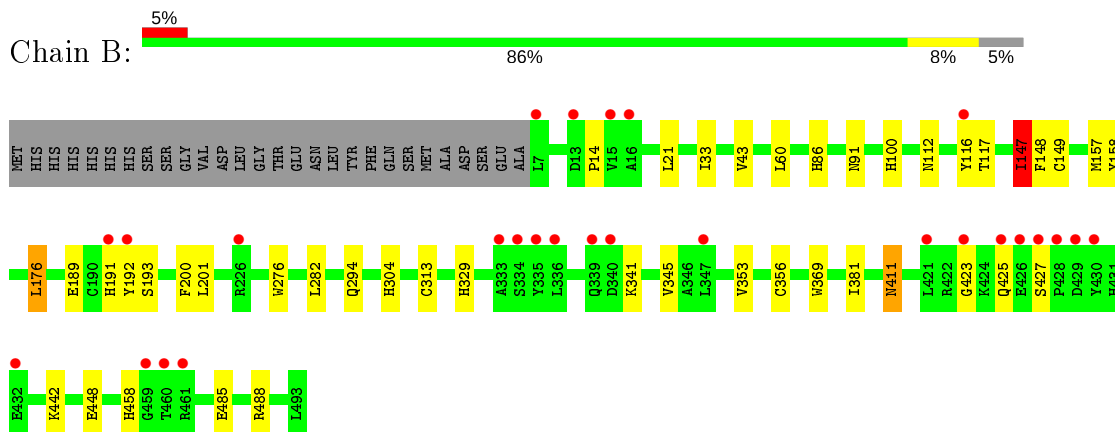 5%
Chain B:
86% 8% 5%
MET HIS HIS HIS HIS HIS HIS SER SER GLY VAL ASP LEU GLY THR GLU ASN LEU TYR PHE GLN SER MET ALA ASP SER GLU ALA L7 D13 P14 V15 A16 L21 I33 V43 L60 H86 N91 H100 N112 Y116 T117 I147 F148 C149 M157 Y158
L176 E189 C190 H191 Y192 S193 F200 L201 R226 W276 L282 Q294 H304 C313 H329 A333 S334 Y335 L336 Q339 D340 K341 V345 A346 L347 V353 C356 W369 I381 N411 L421 R422 G423 K424 Q425 E426 S427 P428 D429 Y430 H431
E432 K442 E448 H458 G459 T460 R461 E485 R488 L493